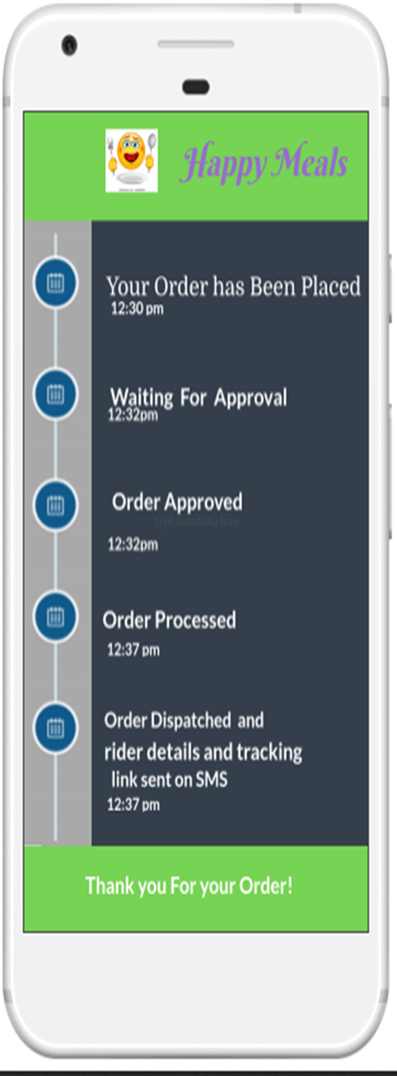 Happy Meals
Your Order has Been Placed
12:30 pm
Waiting For Approval
12:32pm
Order Approved
Type something here
12:32pm
Order Processed
12:37 pm
Order Dispatched and
rider details and tracking
link sent on SMS
12:37 pm
Thank you For your Order!